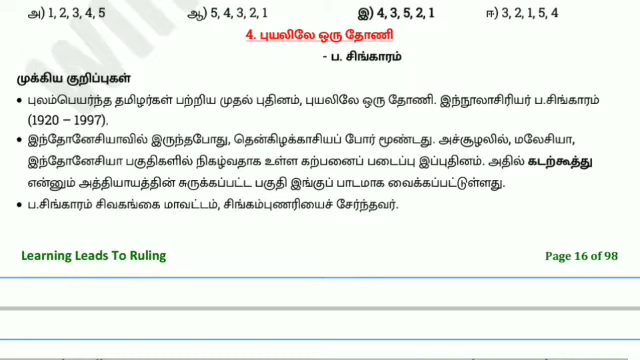 அ) 1, 2, 3, 4, 5 ஆ) 5, 4, 3, 2, 1 இ) 4, 3, 5, 2, 1 ஈ) 3, 2, 1, 5, 4
4. புயலிலே ஒரு தோணி
- ப. சிங்காரம்
முக்கிய குறிப்புகள்
• புலம்பெயர்ந்த தமிழர்கள் பற்றிய முதல் புதினம், புயலிலே ஒரு தோணி. இந்நூலாசிரியர் ப.சிங்காரம்
(1920 – 1997).
• இந்தோனேசியாவில் இருந்தபோது, தென்கிழக்காசியப் போர் மூண்டது. அச்சூழலில், மலேசியா,
இந்தோனேசியா பகுதிகளில் நிகழ்வதாக உள்ள கற்பனைப் படைப்பு இப்புதினம். அதில் கடற்கூத்து
என்னும் அத்தியாயத்தின் சுருக்கப்பட்ட பகுதி இங்குப் பாடமாக வைக்கப்பட்டுள்ளது.
• ப.சிங்காரம் சிவகங்கை மாவட்டம், சிங்கம்புணரியைச் சேர்ந்தவர்.
Learning Leads To Ruling Page 16 of 98